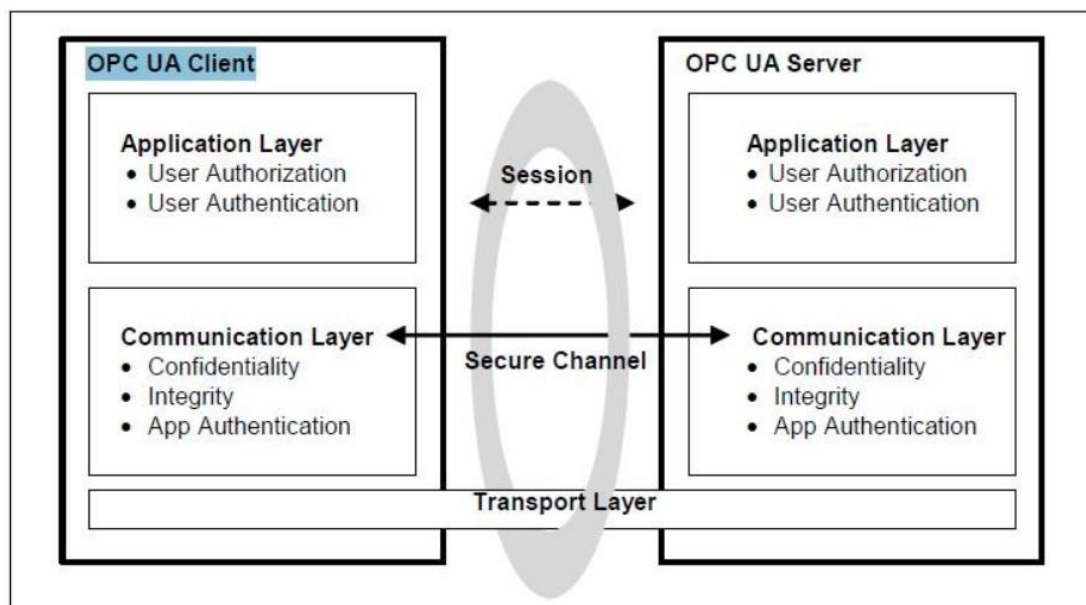 OPC UA Client
Application Layer
• User Authorization
• User Authentication
Communication Layer
• Confidentiality
• Integrity
• App Authentication
Session
Secure Channel
Transport Layer
OPC UA Server
Application Layer
• User Authorization
• User Authentication
Communication Layer
• Confidentiality
• Integrity
• App Authentication